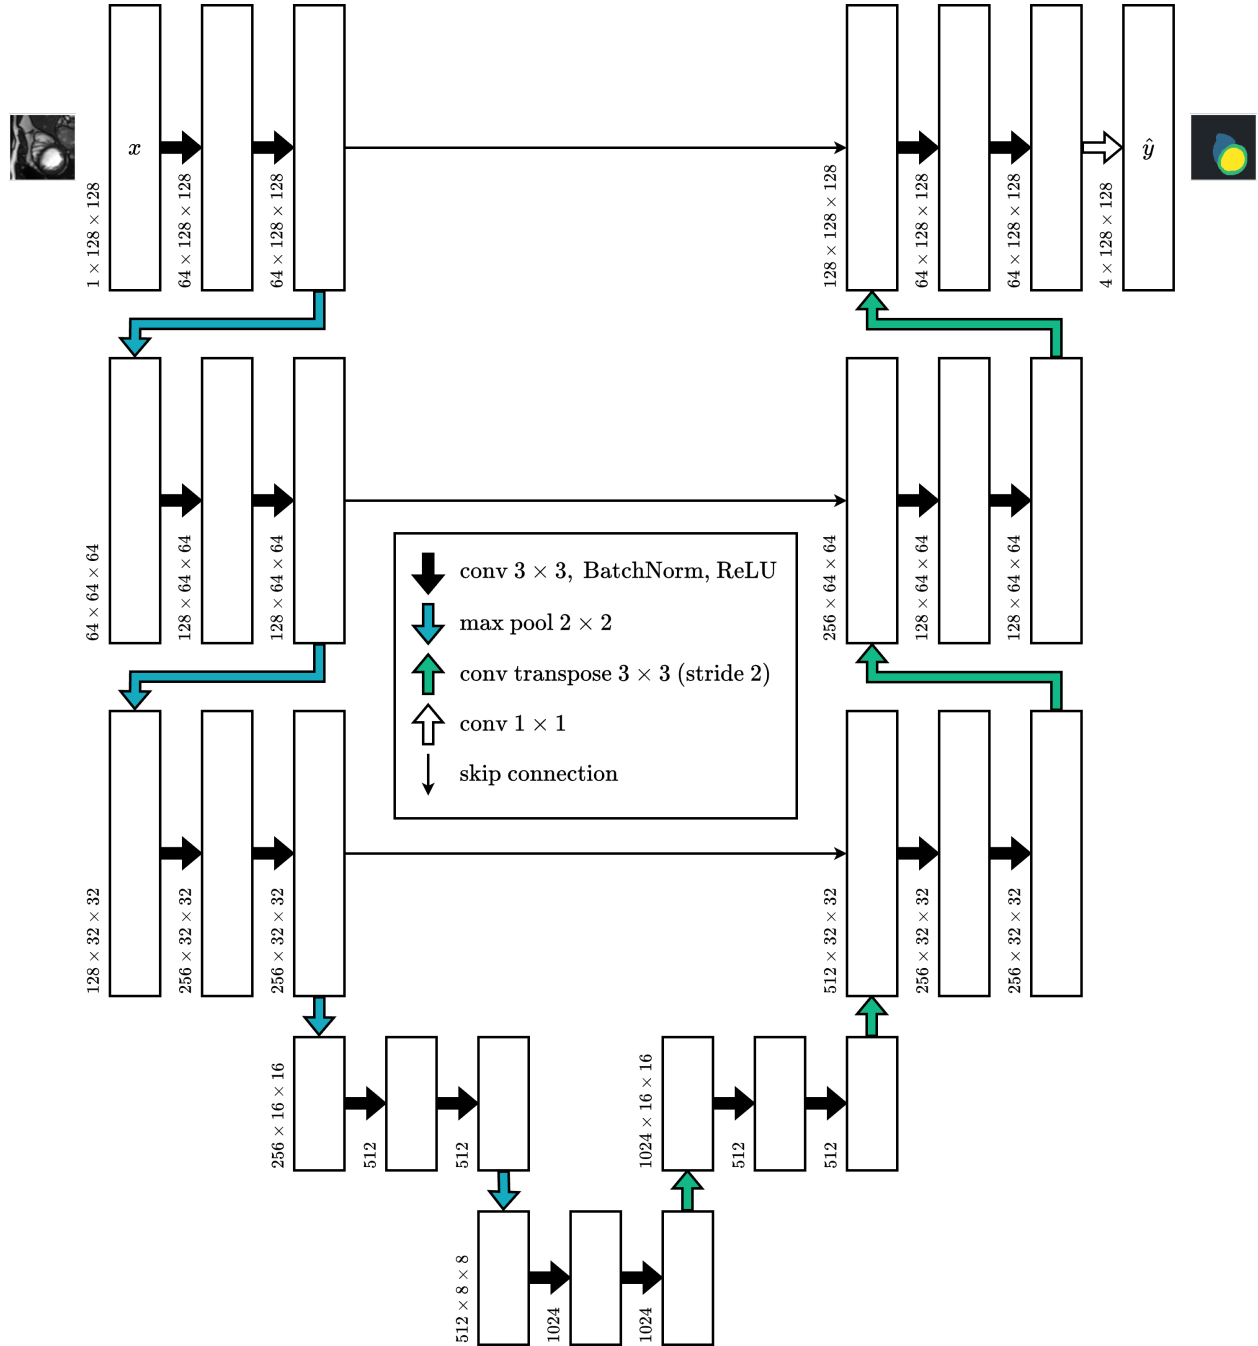 x
ŷ
1 × 128 × 128
64 × 128 × 128
64 × 128 × 128
128 × 128 × 128
64 × 128 × 128
64 × 128 × 128
4 × 128 × 128
64 × 64 × 64
128 × 64 × 64
128 × 64 × 64
256 × 64 × 64
128 × 64 × 64
128 × 64 × 64
conv 3 × 3, BatchNorm, ReLU
max pool 2 × 2
conv transpose 3 × 3 (stride 2)
conv 1 × 1
skip connection
128 × 32 × 32
256 × 32 × 32
256 × 32 × 32
512 × 32 × 32
256 × 32 × 32
256 × 32 × 32
256 × 16 × 16
512
512
1024 × 16 × 16
512
512
512 × 8 × 8
1024
1024